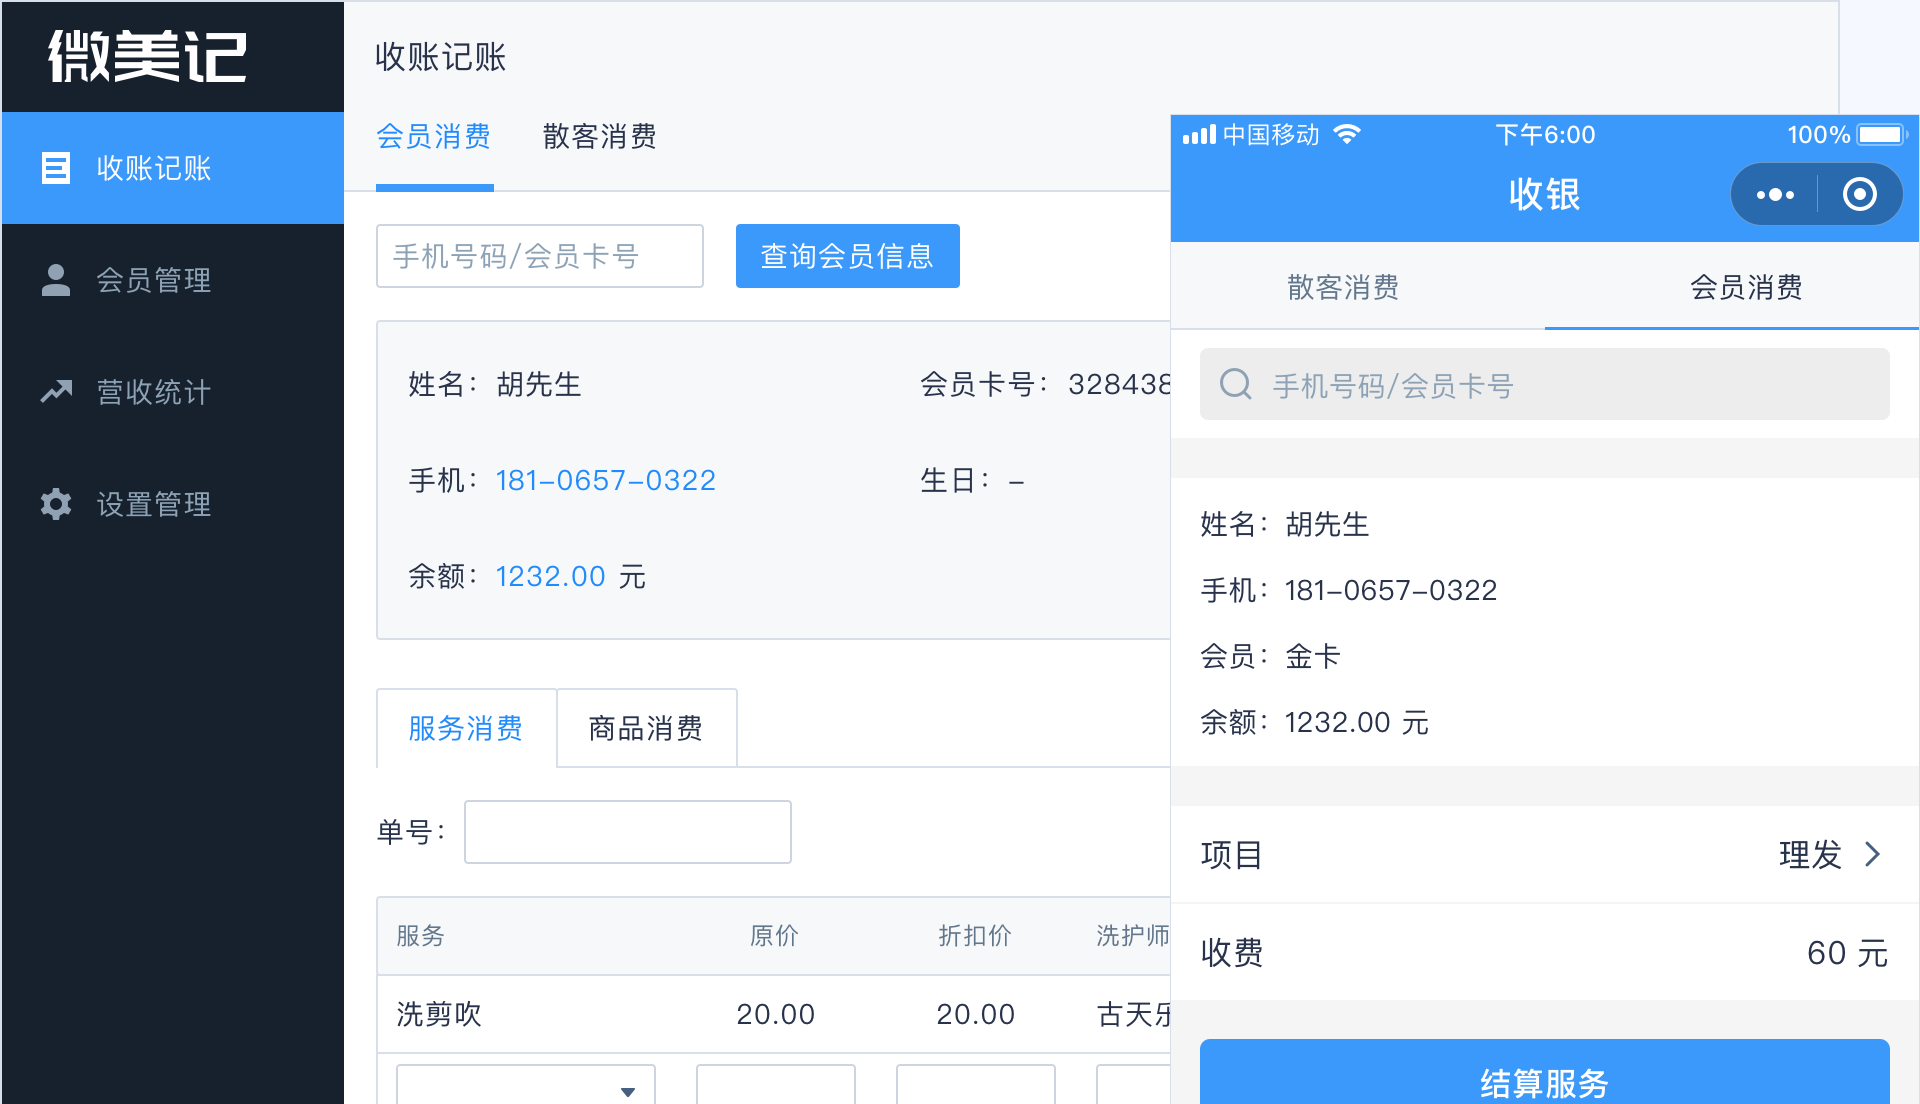 微美记
收账记账
会员管理
营收统计
设置管理
收账记账
会员消费 散客消费
手机号码/会员卡号 查询会员信息
姓名：胡先生 会员卡号：328438
手机：181-0657-0322 生日：-
余额：1232.00 元
服务消费 商品消费
单号：
服务 原价 折扣价 洗护师
洗剪吹 20.00 20.00 古天乐
中国移动 下午6:00 100%
收银
散客消费 会员消费
手机号码/会员卡号
姓名：胡先生
手机：181-0657-0322
会员：金卡
余额：1232.00 元
项目 理发
收费 60 元
结算服务